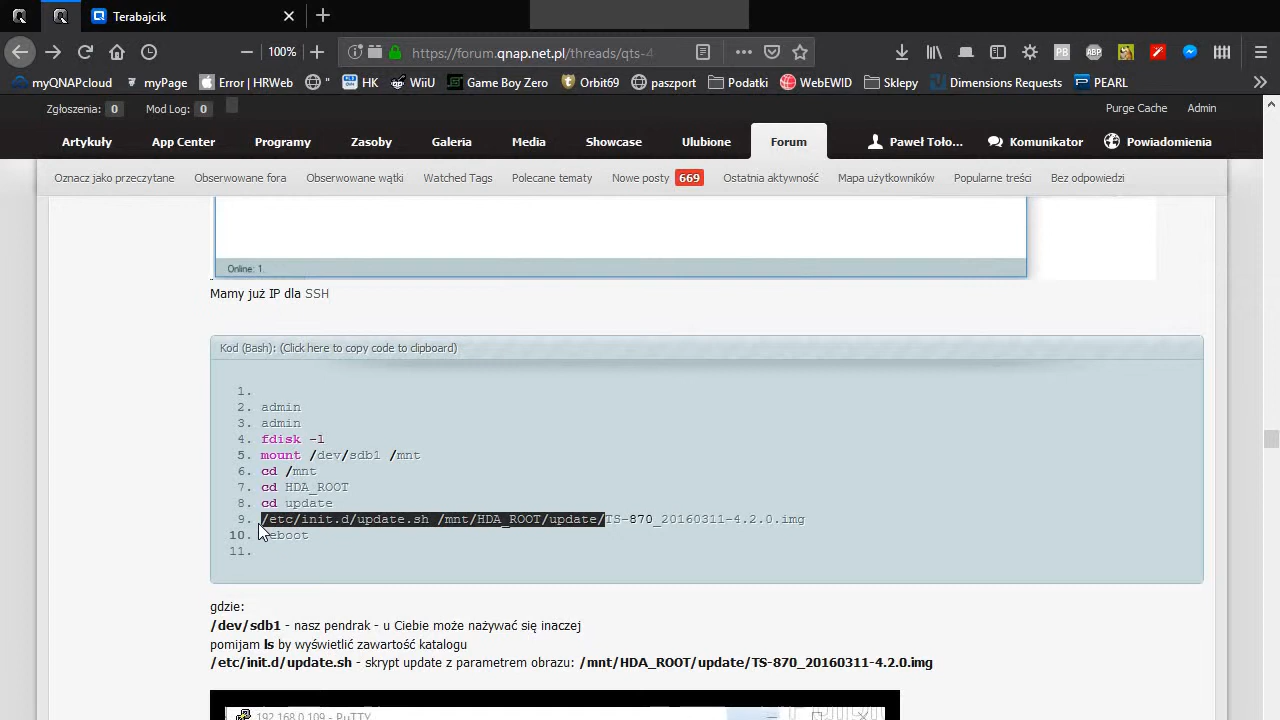 Terabajcik
100%
https://forum.qnap.net.pl/threads/qts-4
myQNAPcloud
myPage
Error | HRWeb
"
HK
WiiU
Game Boy Zero
Orbit69
paszport
Podatki
WebEWID
Sklepy
Dimensions Requests
PEARL
Zgłoszenia: 0
Mod Log: 0
Purge Cache
Admin
Artykuły
App Center
Programy
Zasoby
Galeria
Media
Showcase
Ulubione
Forum
Paweł Toło...
Komunikator
Powiadomienia
Oznacz jako przeczytane
Obserwowane fora
Obserwowane wątki
Watched Tags
Polecane tematy
Nowe posty 669
Ostatnia aktywność
Mapa użytkowników
Popularne treści
Bez odpowiedzi
Online: 1.
Mamy już IP dla SSH
Kod (Bash): (Click here to copy code to clipboard)
1.
2. admin
3. admin
4. fdisk -l
5. mount /dev/sdb1 /mnt
6. cd /mnt
7. cd HDA_ROOT
8. cd update
9. /etc/init.d/update.sh /mnt/HDA_ROOT/update/TS-870_20160311-4.2.0.img
10. reboot
11.
gdzie:
/dev/sdb1 - nasz pendrak - u Ciebie może nażywać się inaczej
pomijam ls by wyświetlić zawartość katalogu
/etc/init.d/update.sh - skrypt update z parametrem obrazu: /mnt/HDA_ROOT/update/TS-870_20160311-4.2.0.img
192.168.0.109 - PuTTY